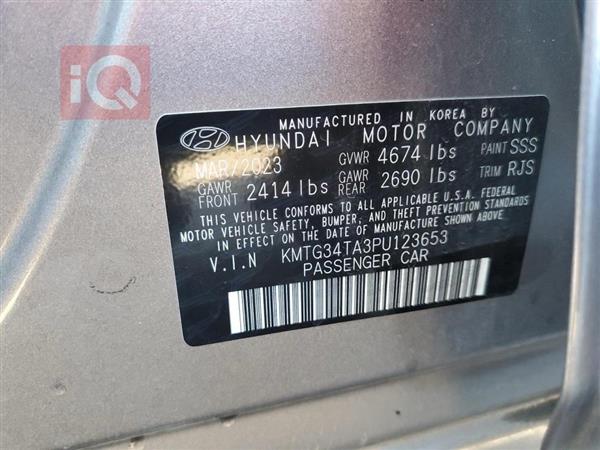 iQ
MANUFACTURED IN KOREA BY
HYUNDAI MOTOR COMPANY
MAR/2023 GVWR 4674 lbs PAINT SSS
GAWR FRONT 2414 lbs GAWR REAR 2690 lbs TRIM RJS
THIS VEHICLE CONFORMS TO ALL APPLICABLE U.S.A. FEDERAL
MOTOR VEHICLE SAFETY, BUMPER, AND THEFT PREVENTION STANDARDS
IN EFFECT ON THE DATE OF MANUFACTURE SHOWN ABOVE
V.I.N KMTG34TA3PU123653
PASSENGER CAR